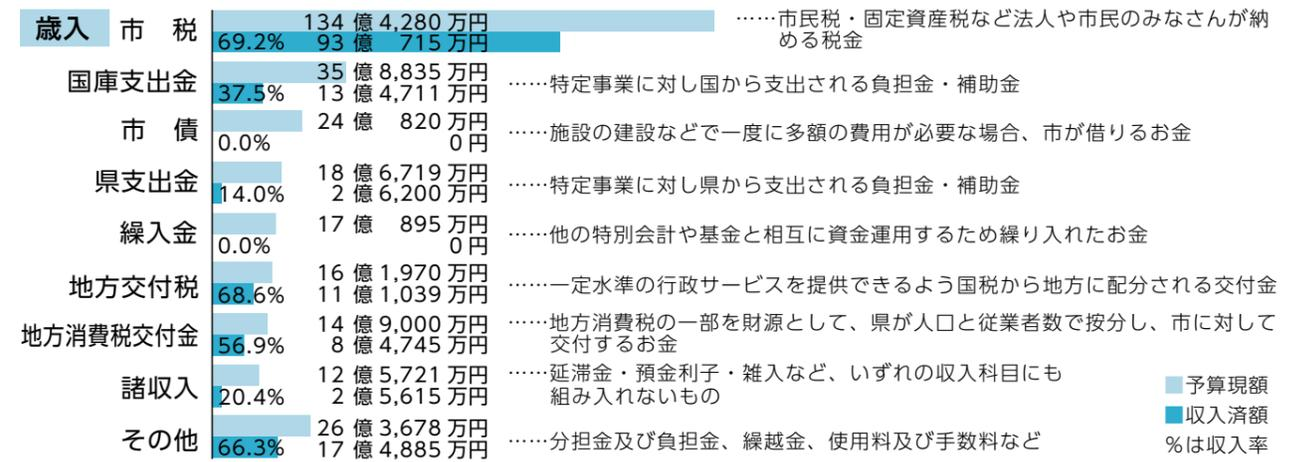 歳入 市　税 134 億 4,280 万円 ……市民税・固定資産税など法人や市民のみなさんが納
69.2% 93 億 715 万円 める税金
国庫支出金 35 億 8,835 万円 ……特定事業に対し国から支出される負担金・補助金
37.5% 13 億 4,711 万円
市　債 24 億 820 万円 ……施設の建設などで一度に多額の費用が必要な場合、市が借りるお金
0.0% 0 円
県支出金 18 億 6,719 万円 ……特定事業に対し県から支出される負担金・補助金
14.0% 2 億 6,200 万円
繰入金 17 億 895 万円 ……他の特別会計や基金と相互に資金運用するため繰り入れたお金
0.0% 0 円
地方交付税 16 億 1,970 万円 ……一定水準の行政サービスを提供できるよう国税から地方に配分される交付金
68.6% 11 億 1,039 万円
地方消費税交付金 14 億 9,000 万円 ……地方消費税の一部を財源として、県が人口と従業者数で按分し、市に対して
56.9% 8 億 4,745 万円 交付するお金
諸収入 12 億 5,721 万円 ……延滞金・預金利子・雑入など、いずれの収入科目にも
20.4% 2 億 5,615 万円 組み入れないもの
その他 26 億 3,678 万円 ……分担金及び負担金、繰越金、使用料及び手数料など
66.3% 17 億 4,885 万円
予算現額
収入済額
%は収入率